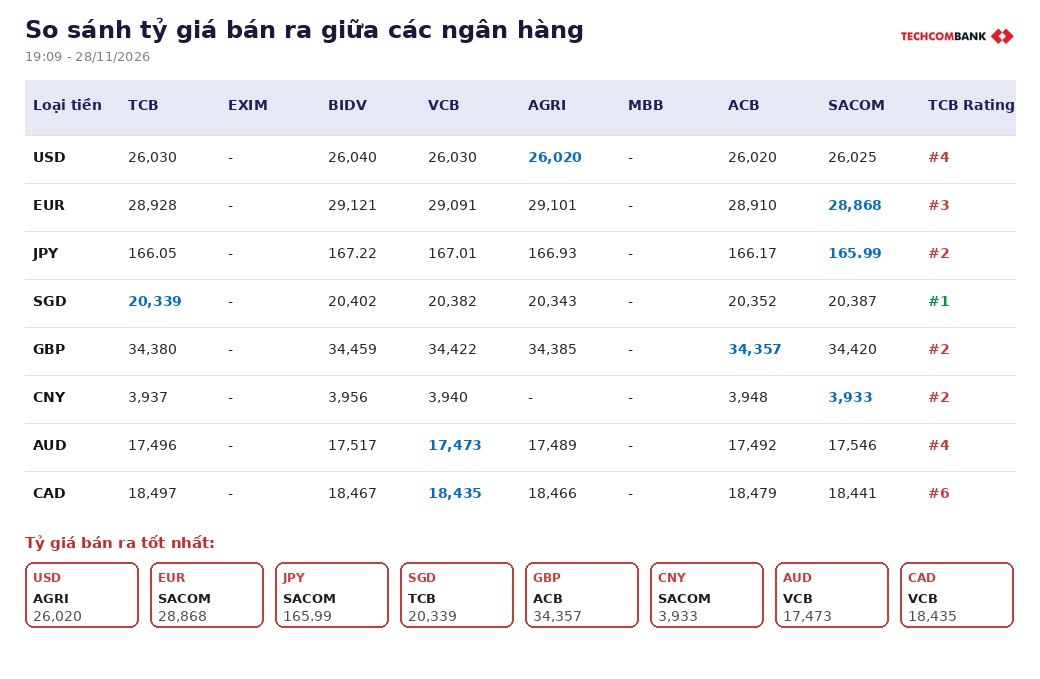 So sánh tỷ giá bán ra giữa các ngân hàng
TECHCOMBANK
19:09 - 28/11/2026
Loại tiền TCB EXIM BIDV VCB AGRI MBB ACB SACOM TCB Rating
USD 26,030 - 26,040 26,030 26,020 - 26,020 26,025 #4
EUR 28,928 - 29,121 29,091 29,101 - 28,910 28,868 #3
JPY 166.05 - 167.22 167.01 166.93 - 166.17 165.99 #2
SGD 20,339 - 20,402 20,382 20,343 - 20,352 20,387 #1
GBP 34,380 - 34,459 34,422 34,385 - 34,357 34,420 #2
CNY 3,937 - 3,956 3,940 - - 3,948 3,933 #2
AUD 17,496 - 17,517 17,473 17,489 - 17,492 17,546 #4
CAD 18,497 - 18,467 18,435 18,466 - 18,479 18,441 #6
Tỷ giá bán ra tốt nhất:
USD EUR JPY SGD GBP CNY AUD CAD
AGRI SACOM SACOM TCB ACB SACOM VCB VCB
26,020 28,868 165.99 20,339 34,357 3,933 17,473 18,435